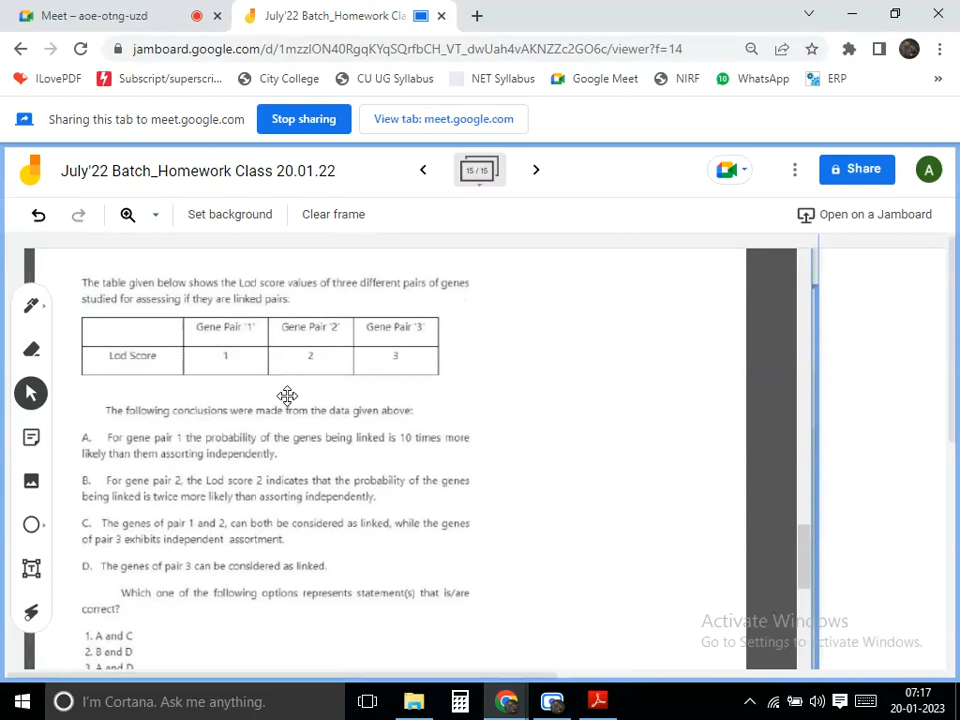 Meet – aoe-otng-uzd
July'22 Batch_Homework Cla
jamboard.google.com/d/1mzzION40RgqKYqSQrfbCH_VT_dwUah4vAKNZZc2GO6c/viewer?f=14
ILovePDF
Subscript/superscri...
City College
CU UG Syllabus
NET Syllabus
Google Meet
NIRF
10
WhatsApp
ERP
»
Sharing this tab to meet.google.com
Stop sharing
View tab: meet.google.com
July'22 Batch_Homework Class 20.01.22
15 / 15
Share
A
Set background
Clear frame
Open on a Jamboard
The table given below shows the Lod score values of three different pairs of genes
studied for assessing if they are linked pairs:
Gene Pair '1' Gene Pair '2' Gene Pair '3'
Lod Score 1 2 3
The following conclusions were made from the data given above:
A. For gene pair 1 the probability of the genes being linked is 10 times more
likely than them assorting independently.
B. For gene pair 2, the Lod score 2 indicates that the probability of the genes
being linked is twice more likely than assorting independently.
C. The genes of pair 1 and 2, can both be considered as linked, while the genes
of pair 3 exhibits independent assortment.
D. The genes of pair 3 can be considered as linked.
Which one of the following options represents statement(s) that is/are
correct?
1. A and C
2. B and D
3. A and D
Activate Windows
Go to Settings to activate Windows.
I'm Cortana. Ask me anything.
07:17
20-01-2023